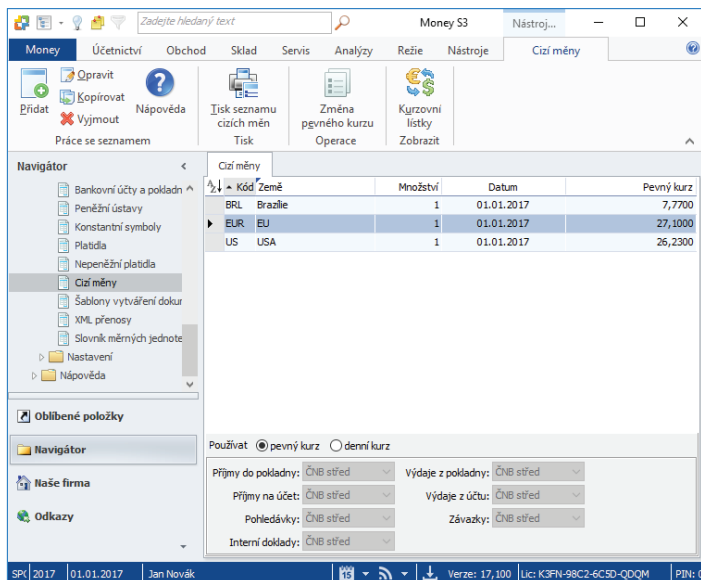 Zadejte hledaný text
Money S3
Nástroj...
Money Účetnictví Obchod Sklad Servis Analýzy Režie Nástroje Cizí měny
Přidat
Opravit
Kopírovat
Vyjmout
Nápověda
Tisk seznamu cizích měn
Změna pevného kurzu
Kurzovní lístky
Práce se seznamem Tisk Operace Zobrazit
Navigátor
Bankovní účty a pokladn
Peněžní ústavy
Konstantní symboly
Platidla
Nepeněžní platidla
Cizí měny
Šablony vytváření dokur
XML přenosy
Slovník měrných jednote
Nastavení
Nápověda
Oblíbené položky
Navigátor
Naše firma
Odkazy
Cizí měny
Kód Země Množství Datum Pevný kurz
BRL Brazílie 1 01.01.2017 7,7700
EUR EU 1 01.01.2017 27,1000
US USA 1 01.01.2017 26,2300
Používat pevný kurz denní kurz
Příjmy do pokladny: ČNB střed Výdaje z pokladny: ČNB střed
Příjmy na účet: ČNB střed Výdaje z účtu: ČNB střed
Pohledávky: ČNB střed Závazky: ČNB střed
Interní doklady: ČNB střed
SP( 2017 01.01.2017 Jan Novák 15 Verze: 17,100 Lic: K3FN-98C2-6C5D-QDQM PIN: 0